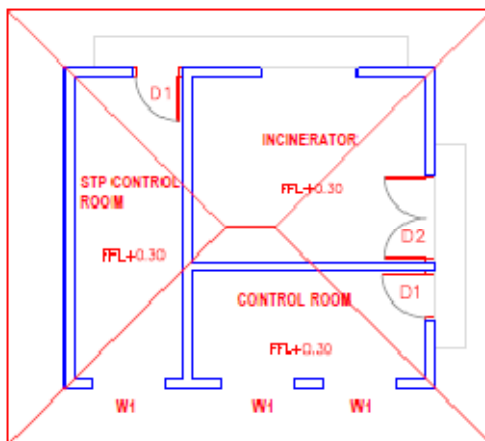 D1
INCINERATOR
STP CONTROL
ROOM
FFL+0.30
D2
FFL+0.30
D1
CONTROL ROOM
FFL+0.30
W1
W1
W1